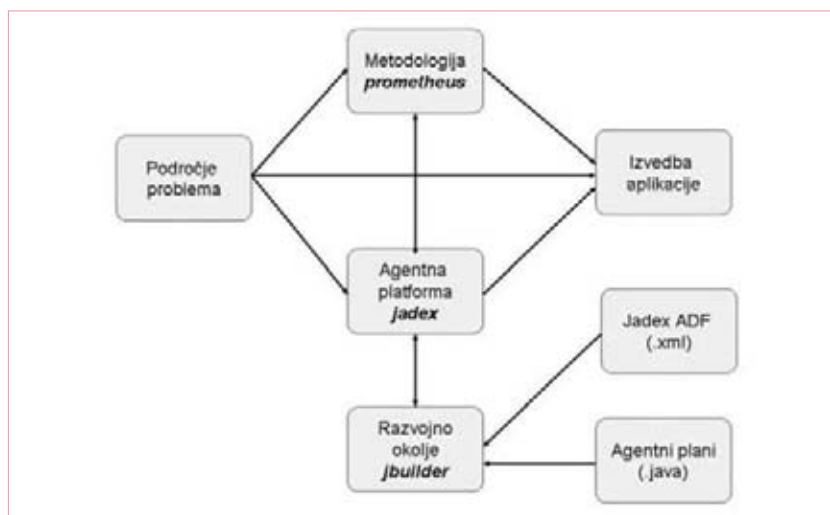 Metodologija
prometheus
Področje
problema
Izvedba
aplikacije
Agentna
platforma
jadex
Jadex ADF
(.xml)
Razvojno
okolje
jbuilder
Agentni plani
(.java)